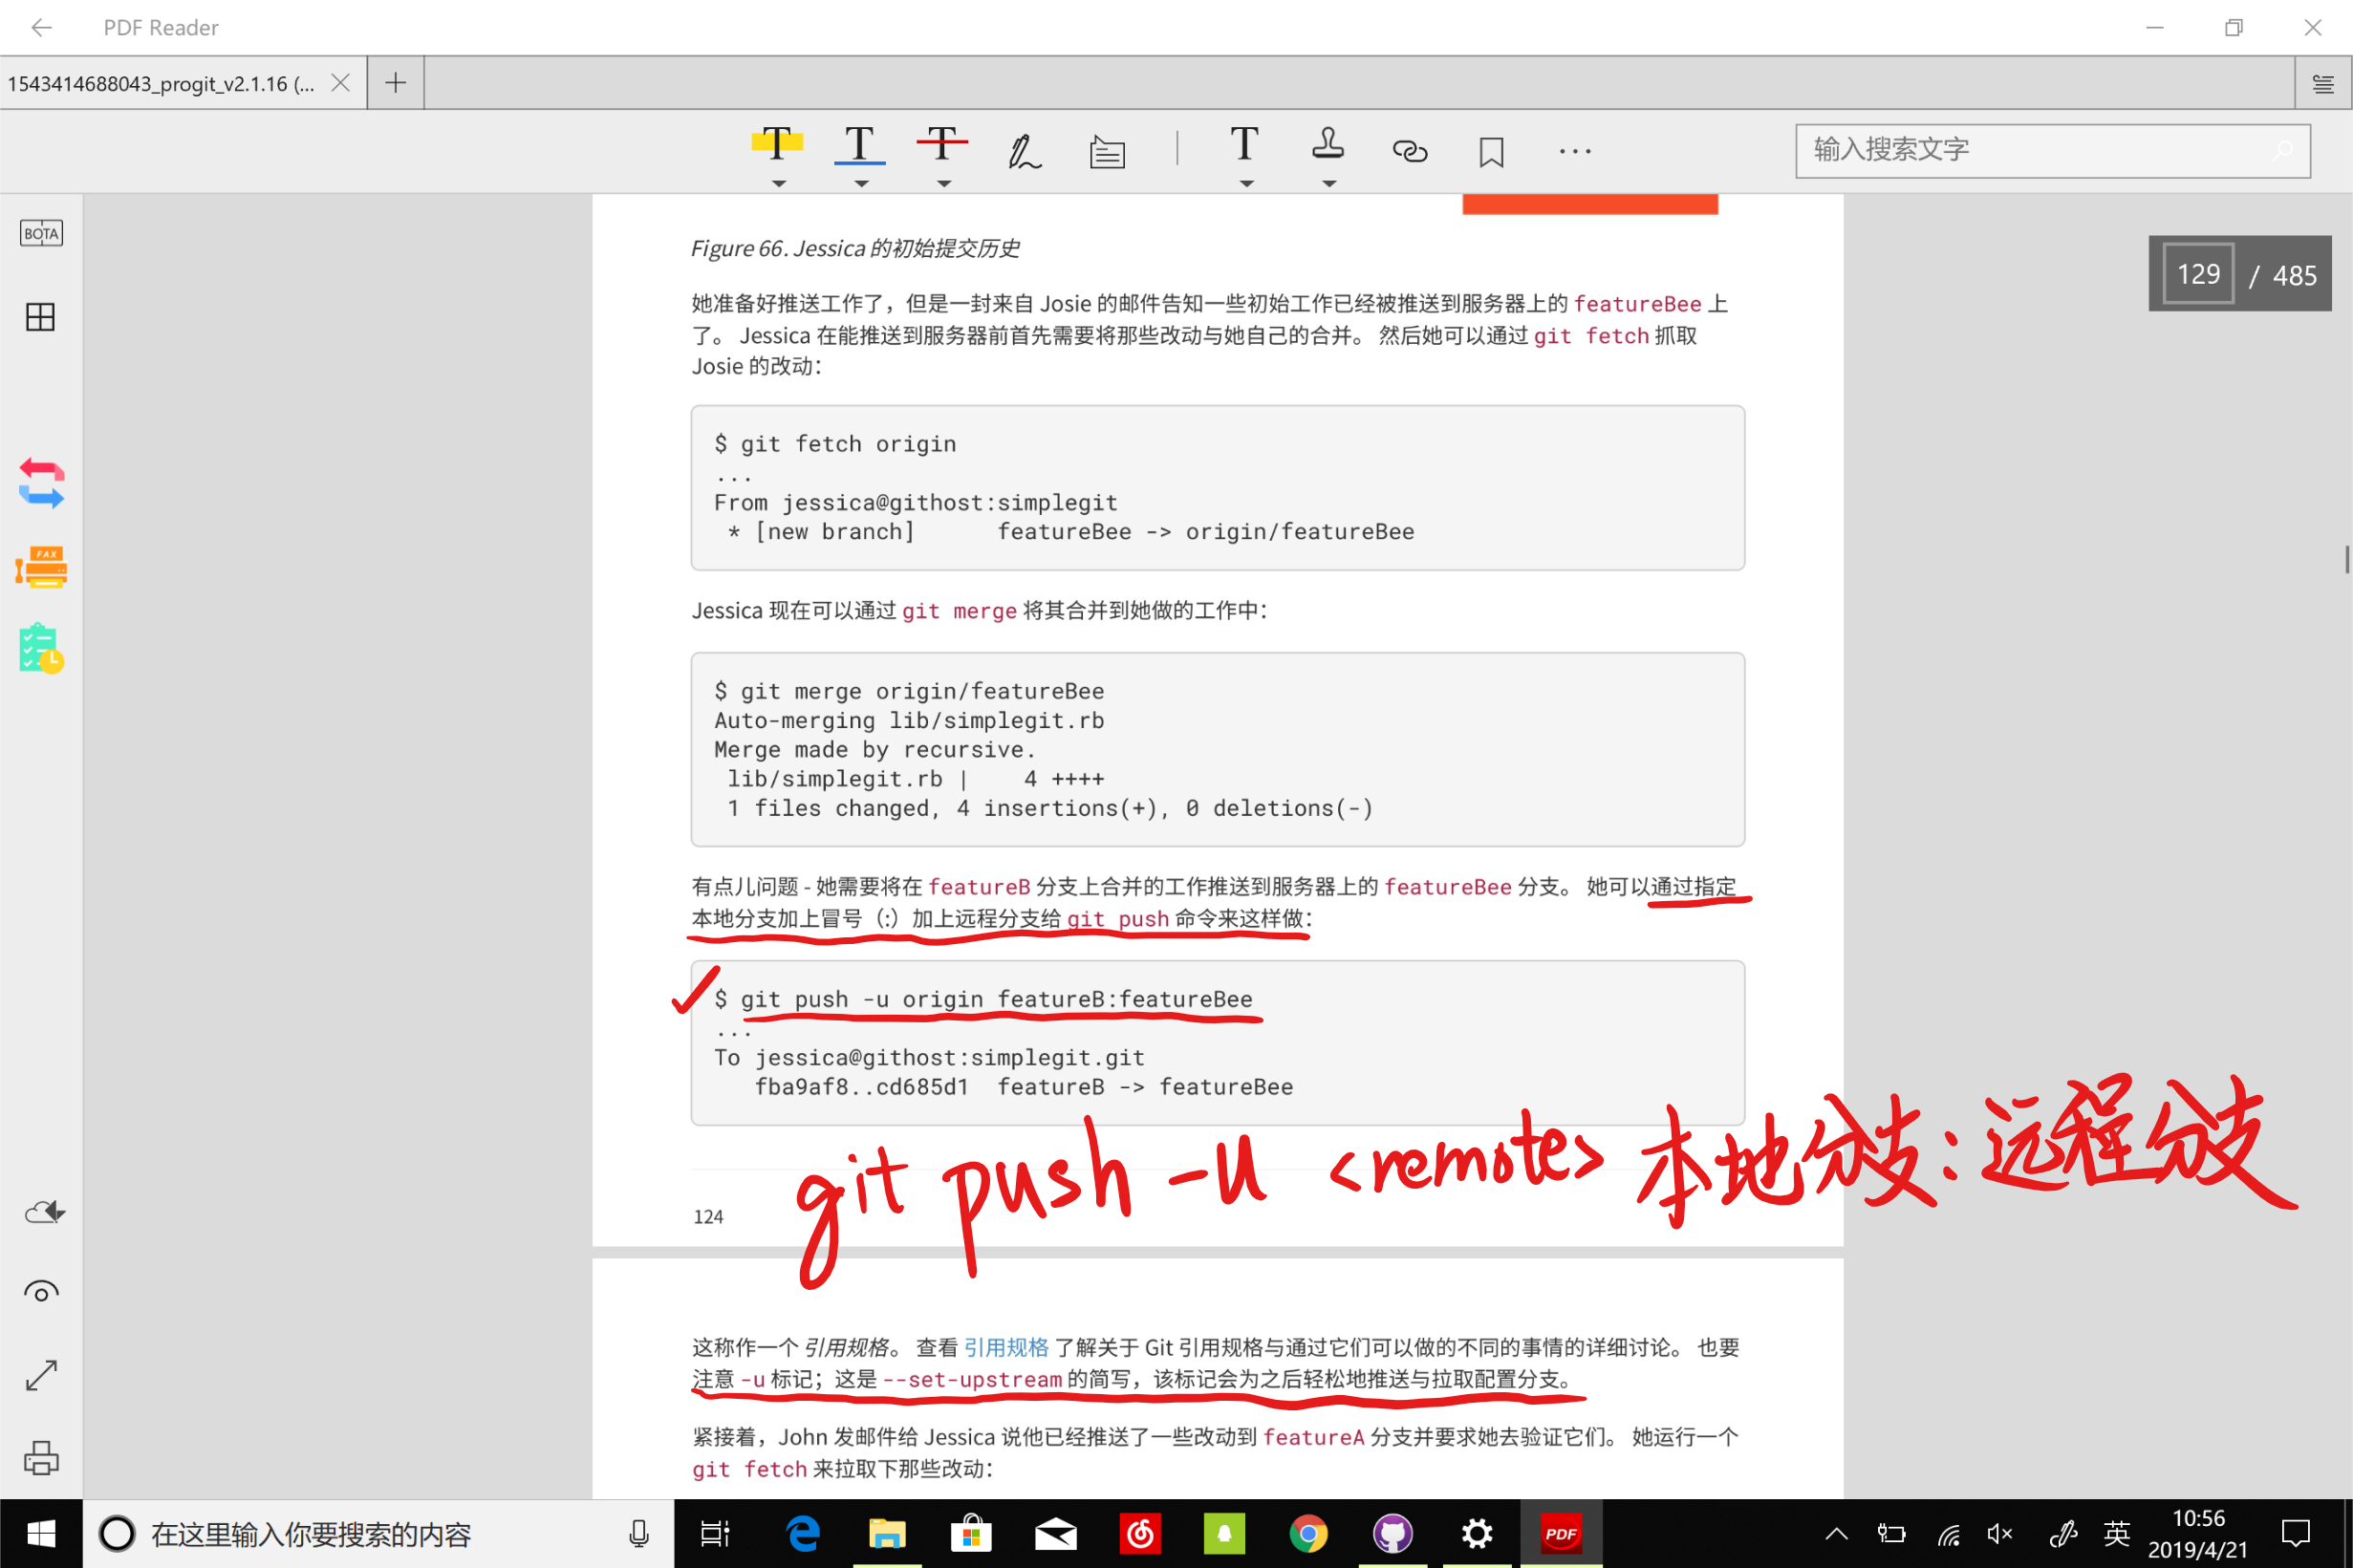 PDF Reader
1543414688043_progit_v2.1.16 (...
输入搜索文字
BOTA
129 / 485
FAX
Figure 66. Jessica 的初始提交历史
她准备好推送工作了，但是一封来自 Josie 的邮件告知一些初始工作已经被推送到服务器上的 featureBee 上
了。 Jessica 在能推送到服务器前首先需要将那些改动与她自己的合并。 然后她可以通过 git fetch 抓取
Josie 的改动：
$ git fetch origin
...
From jessica@githost:simplegit
* [new branch]      featureBee -> origin/featureBee
Jessica 现在可以通过 git merge 将其合并到她做的工作中：
$ git merge origin/featureBee
Auto-merging lib/simplegit.rb
Merge made by recursive.
lib/simplegit.rb |    4 ++++
1 files changed, 4 insertions(+), 0 deletions(-)
有点儿问题 - 她需要将在 featureB 分支上合并的工作推送到服务器上的 featureBee 分支。 她可以通过指定
本地分支加上冒号（:）加上远程分支给 git push 命令来这样做：
$ git push -u origin featureB:featureBee
...
To jessica@githost:simplegit.git
fba9af8..cd685d1  featureB -> featureBee
git push -u <remote> 本地分支:远程分支
124
这称作一个 引用规格。 查看 引用规格 了解关于 Git 引用规格与通过它们可以做的不同的事情的详细讨论。 也要
注意 -u 标记；这是 --set-upstream 的简写，该标记会为之后轻松地推送与拉取配置分支。
紧接着，John 发邮件给 Jessica 说他已经推送了一些改动到 featureA 分支并要求她去验证它们。 她运行一个
git fetch 来拉取下那些改动：
在这里输入你要搜索的内容
PDF
英
10:56
2019/4/21